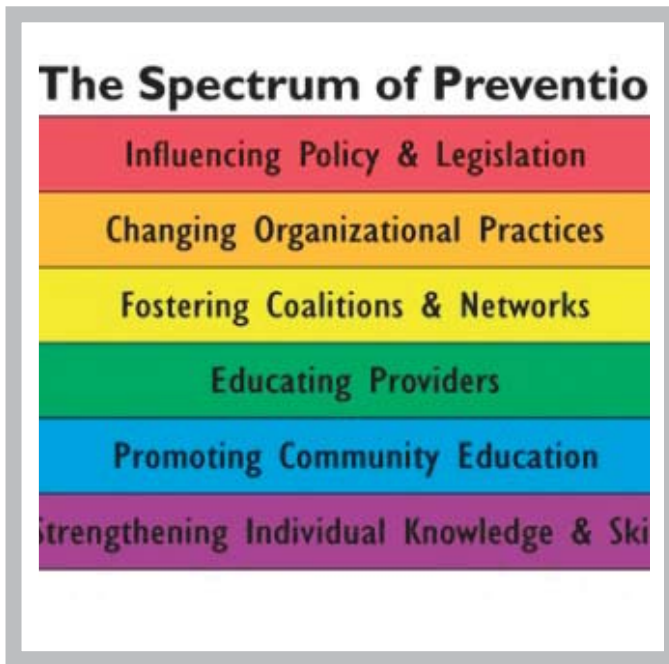 The Spectrum of Preventio
Influencing Policy & Legislation
Changing Organizational Practices
Fostering Coalitions & Networks
Educating Providers
Promoting Community Education
Strengthening Individual Knowledge & Ski